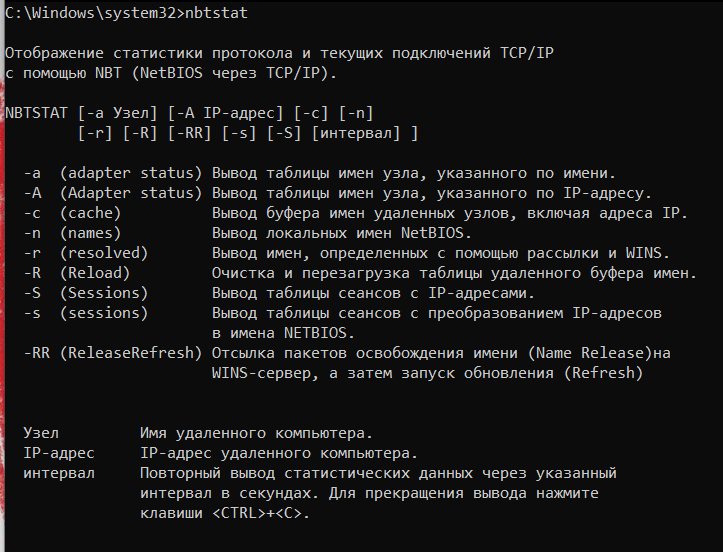 C:\Windows\system32>nbtstat
Отображение статистики протокола и текущих подключений TCP/IP
с помощью NBT (NetBIOS через TCP/IP).
NBTSTAT [-a Узел] [-A IP-адрес] [-c] [-n]
[-r] [-R] [-RR] [-s] [-S] [интервал] ]
-a (adapter status) Вывод таблицы имен узла, указанного по имени.
-A (Adapter status) Вывод таблицы имен узла, указанного по IP-адресу.
-c (cache) Вывод буфера имен удаленных узлов, включая адреса IP.
-n (names) Вывод локальных имен NetBIOS.
-r (resolved) Вывод имен, определенных с помощью рассылки и WINS.
-R (Reload) Очистка и перезагрузка таблицы удаленного буфера имен.
-S (Sessions) Вывод таблицы сеансов с IP-адресами.
-s (sessions) Вывод таблицы сеансов с преобразованием IP-адресов
в имена NETBIOS.
-RR (ReleaseRefresh) Отсылка пакетов освобождения имени (Name Release)на
WINS-сервер, а затем запуск обновления (Refresh)
Узел Имя удаленного компьютера.
IP-адрес IP-адрес удаленного компьютера.
интервал Повторный вывод статистических данных через указанный
интервал в секундах. Для прекращения вывода нажмите
клавиши <CTRL>+<C>.